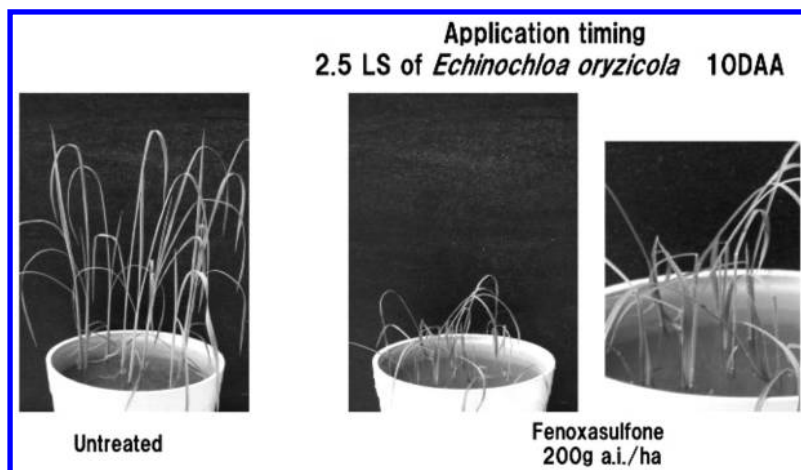 Application timing
2.5 LS of Echinochloa oryzicola 10DAA
Untreated
Fenoxasulfone
200g a.i./ha